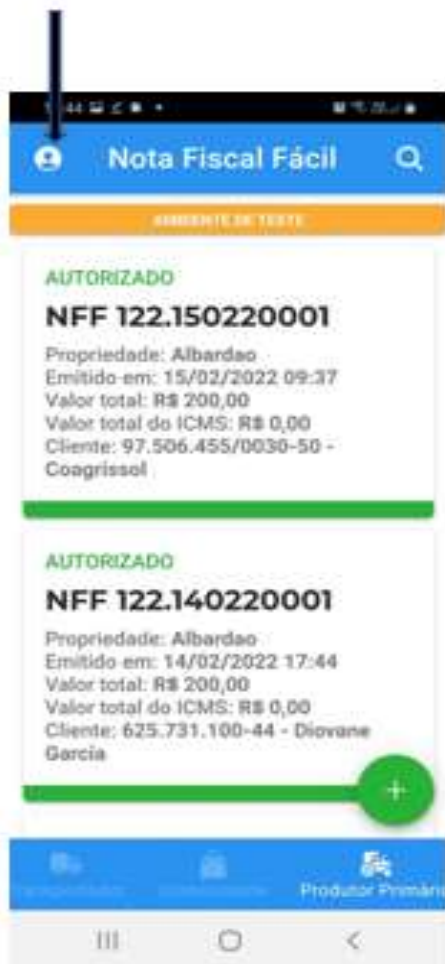 Nota Fiscal Fácil
AMBIENTE DE TESTE
AUTORIZADO
NFF 122.150220001
Propriedade: Albardao
Emitido em: 15/02/2022 09:37
Valor total: R$ 200,00
Valor total do ICMS: R$ 0,00
Cliente: 97.506.455/0030-50 -
Coagrissol
AUTORIZADO
NFF 122.140220001
Propriedade: Albardao
Emitido em: 14/02/2022 17:44
Valor total: R$ 200,00
Valor total do ICMS: R$ 0,00
Cliente: 625.731.100-44 - Diovane
Garcia
Produtor Primário